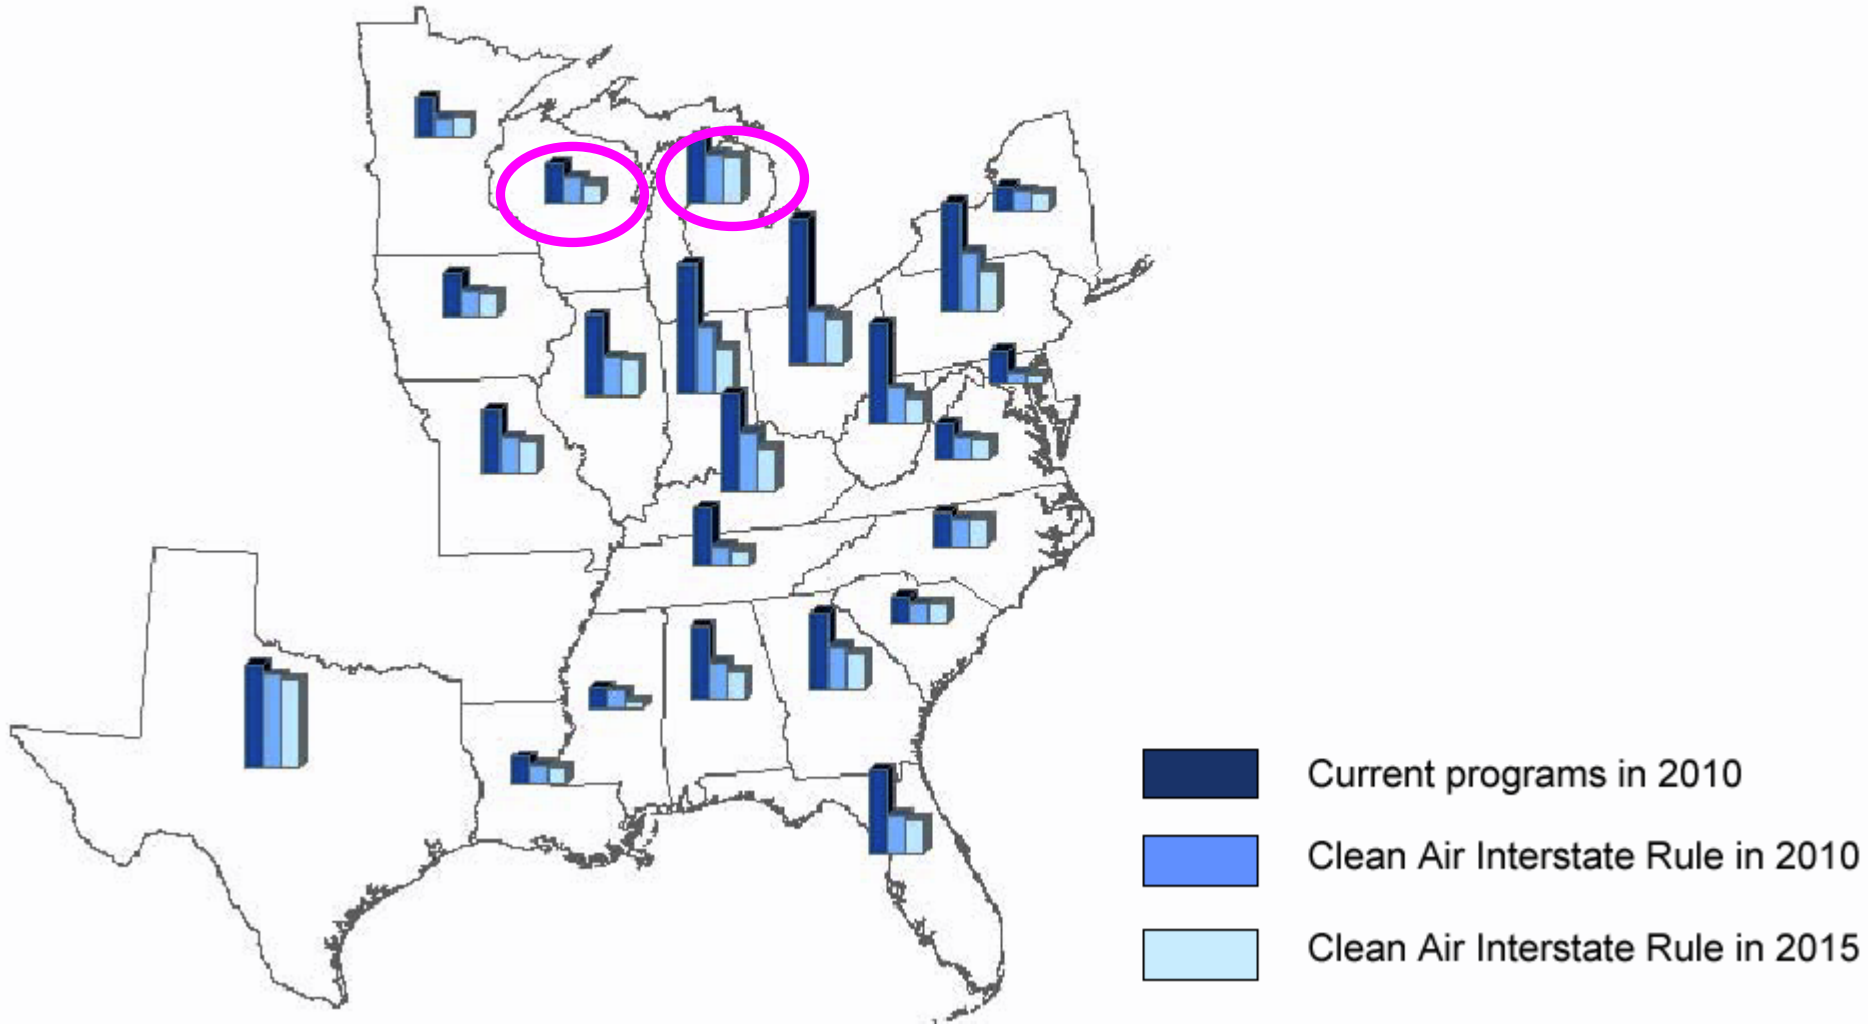 Current programs in 2010
Clean Air Interstate Rule in 2010
Clean Air Interstate Rule in 2015